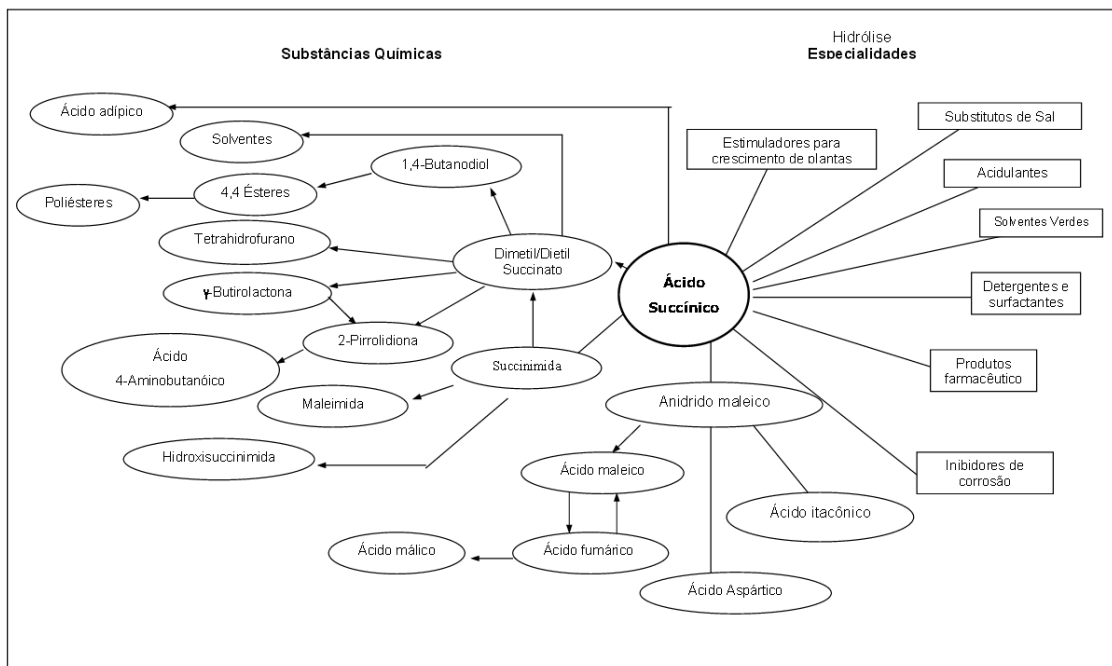 Hidrólise
Substâncias Químicas
Especialidades
Ácido adípico
Solventes
1,4-Butanodiol
4,4 Ésteres
Poliésteres
Tetrahidrofurano
Dimetil/Dietil
Succinato
γ-Butirolactona
2-Pirrolidiona
Ácido
4-Aminobutanóico
Succinimida
Maleimida
Hidroxisuccinimida
Ácido
Succínico
Anidrido maleico
Ácido maleico
Ácido fumárico
Ácido málico
Ácido itacônico
Ácido Aspártico
Estimuladores para
crescimento de plantas
Substitutos de Sal
Acidulantes
Solventes Verdes
Detergentes e
surfactantes
Produtos
farmacêutico
Inibidores de
corrosão